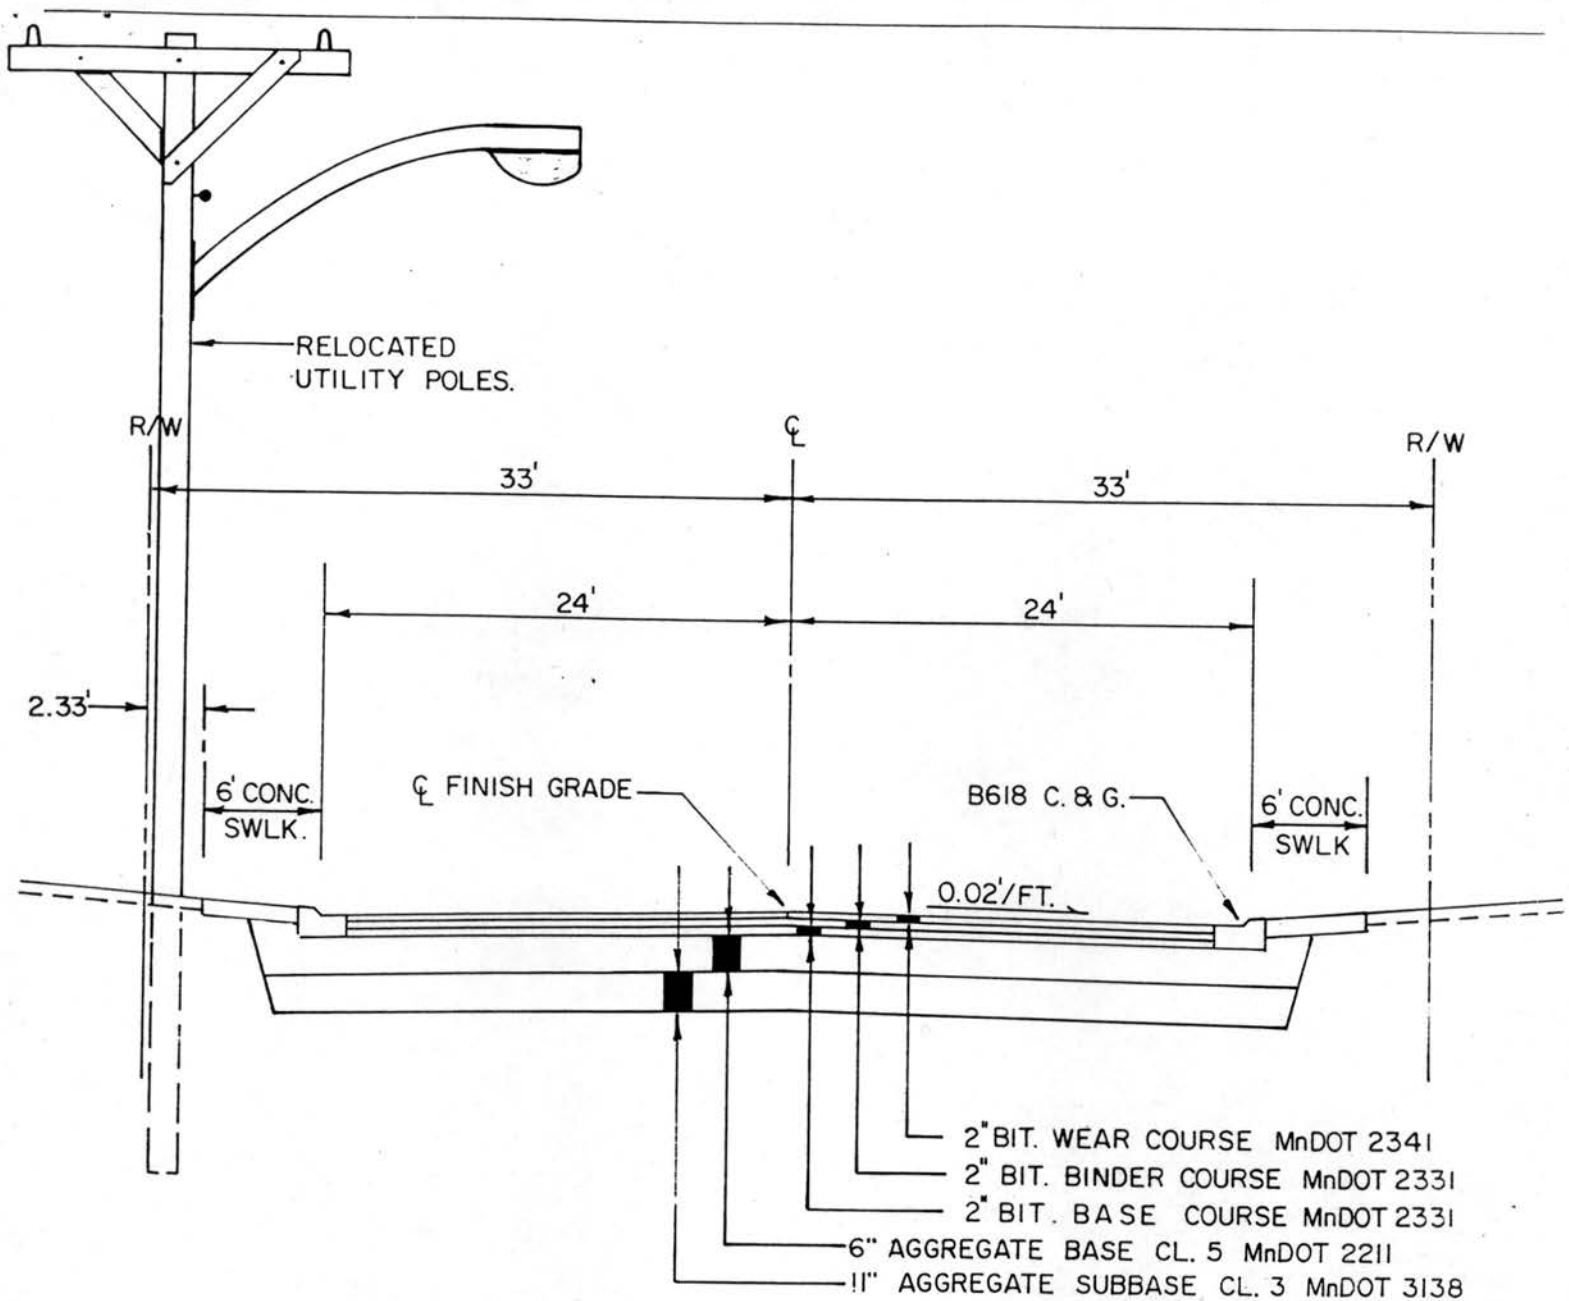 RELOCATED
UTILITY POLES.
R/W
℄
R/W
33'
33'
24'
24'
2.33'
℄ FINISH GRADE
B618 C. & G.
6' CONC.
SWLK.
6' CONC.
SWLK
0.02'/FT.
2" BIT. WEAR COURSE MnDOT 2341
2" BIT. BINDER COURSE MnDOT 2331
2" BIT. BASE COURSE MnDOT 2331
6" AGGREGATE BASE CL. 5 MnDOT 2211
11" AGGREGATE SUBBASE CL. 3 MnDOT 3138